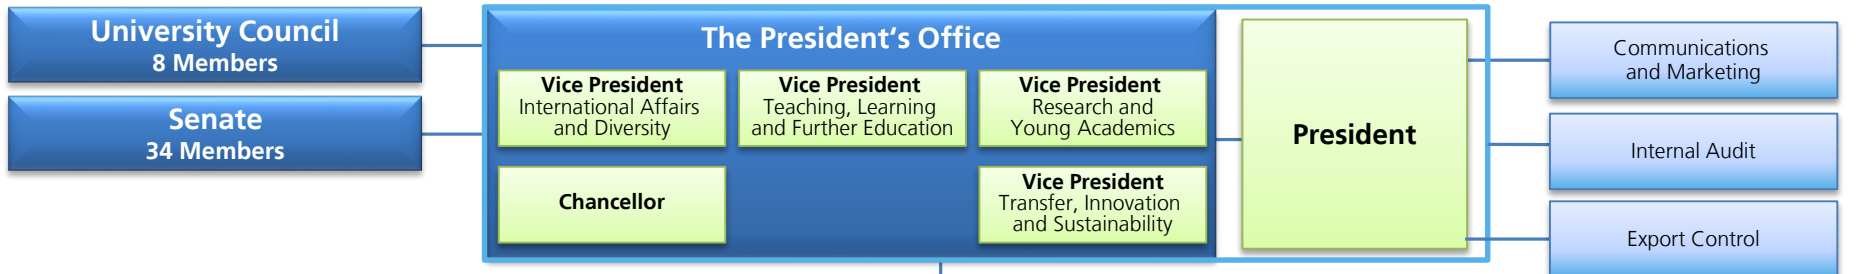 University Council
8 Members
Senate
34 Members
The President‘s Office
Vice President
International Affairs
and Diversity
Vice President
Teaching, Learning
and Further Education
Vice President
Research and
Young Academics
Chancellor
Vice President
Transfer, Innovation
and Sustainability
President
Communications
and Marketing
Internal Audit
Export Control